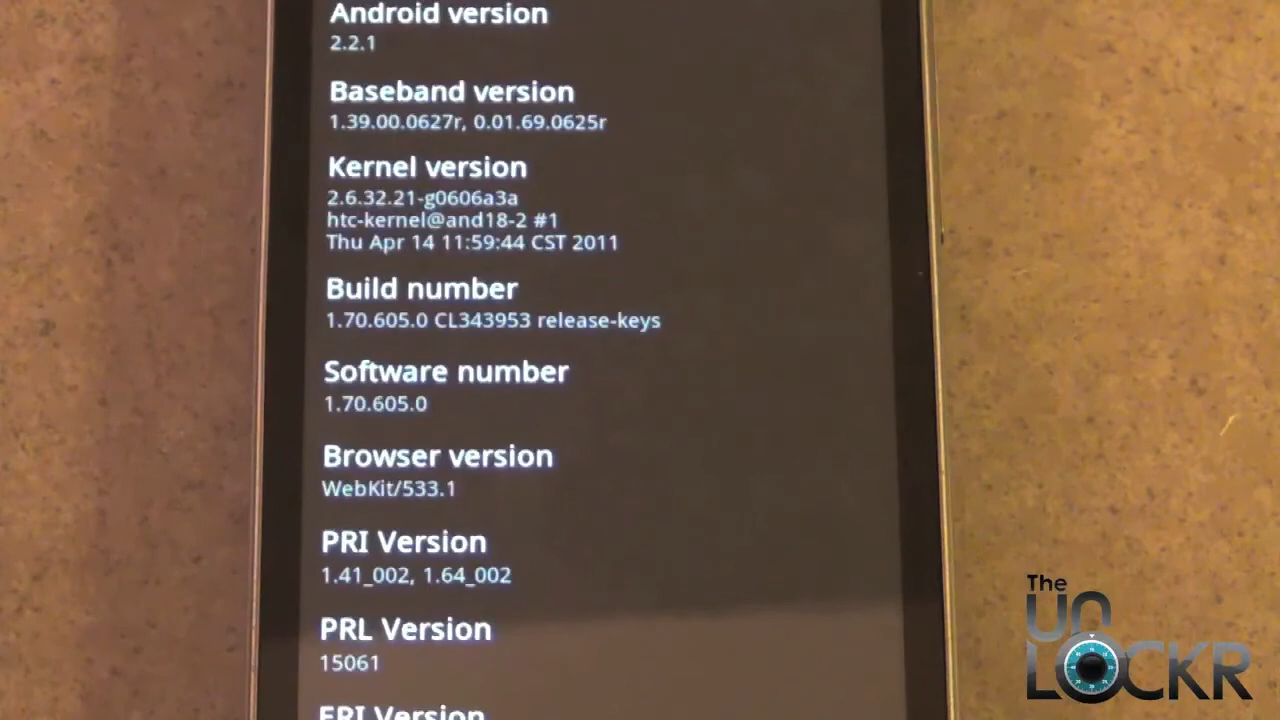 Android version
2.2.1
Baseband version
1.39.00.0627r, 0.01.69.0625r
Kernel version
2.6.32.21-g0606a3a
htc-kernel@and18-2 #1
Thu Apr 14 11:59:44 CST 2011
Build number
1.70.605.0 CL343953 release-keys
Software number
1.70.605.0
Browser version
WebKit/533.1
PRI Version
1.41_002, 1.64_002
PRL Version
15061
ERI Version
The
UN
LOCKR